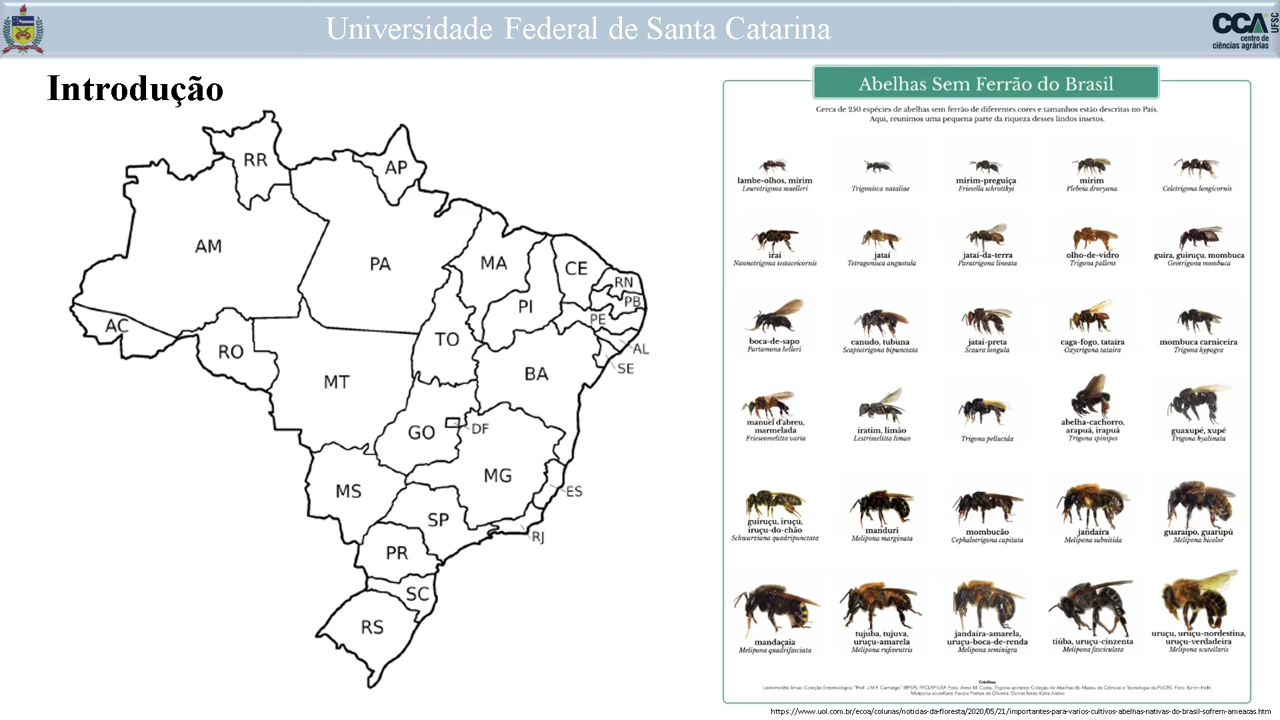 Universidade Federal de Santa Catarina
CCA
UFSC
centro de
ciências agrárias
Introdução
RR
AP
AM
PA
MA
CE
RN
PB
PE
PI
AC
RO
TO
AL
SE
MT
BA
GO
DF
MG
MS
ES
SP
RJ
PR
SC
RS
Abelhas Sem Ferrão do Brasil
Cerca de 250 espécies de abelhas sem ferrão de diferentes cores e tamanhos estão descritas no País.
Aqui, reunimos uma pequena parte da riqueza desses lindos insetos.
lambe-olhos, mirim
Leurotrigona muelleri
Trigonisca nataliae
mirim-preguiça
Friesella schrottkyi
mirim
Plebeia droryana
Celetrigona longicornis
iraí
Nannotrigona testaceicornis
jataí
Tetragonisca angustula
jataí-da-terra
Paratrigona lineata
olho-de-vidro
Trigona pallens
guira, guiruçu, mombuca
Geotrigona mombuca
boca-de-sapo
Partamona helleri
canudo, tubuna
Scaptotrigona bipunctata
jataí-preta
Scaura longula
caga-fogo, tataíra
Oxytrigona tataira
mombuca carniceira
Trigona hypogea
manuel d'abreu,
marmelada
Frieseomelitta varia
iratim, limão
Lestrimelitta limao
Trigona pellucida
abelha-cachorro,
arapuá, irapuá
Trigona spinipes
guaxupé, xupé
Trigona hyalinata
guiruçu, iruçu,
iruçu-do-chão
Schwarziana quadripunctata
manduri
Melipona marginata
mombucão
Cephalotrigona capitata
jandaíra
Melipona subnitida
guaraipo, guarupú
Melipona bicolor
mandaçaia
Melipona quadrifasciata
tujuba, tujuva,
uruçu-amarela
Melipona rufiventris
jandaíra-amarela,
uruçu-boca-de-renda
Melipona seminigra
tiúba, uruçu-cinzenta
Melipona fasciculata
uruçu, uruçu-nordestina,
uruçu-verdadeira
Melipona scutellaris
Créditos
https://www.uol.com.br/ecoa/colunas/noticias-da-floresta/2020/05/21/importantes-para-varios-cultivos-abelhas-nativas-do-brasil-sofrem-ameacas.htm